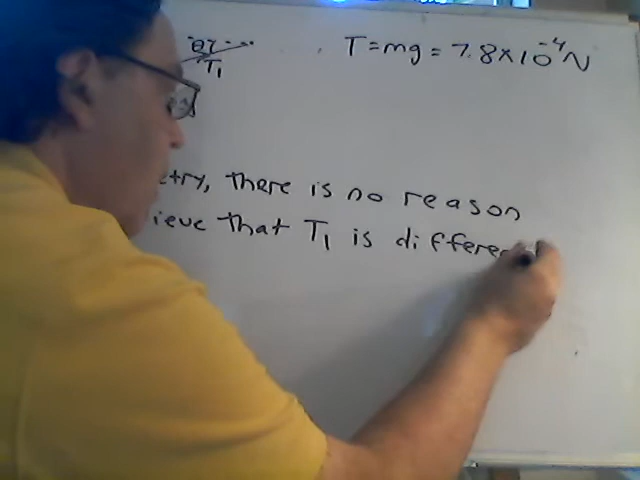 T=mg=7.8×10⁻⁴N
T₁
etry, there is no reason
ieve that T₁ is differe